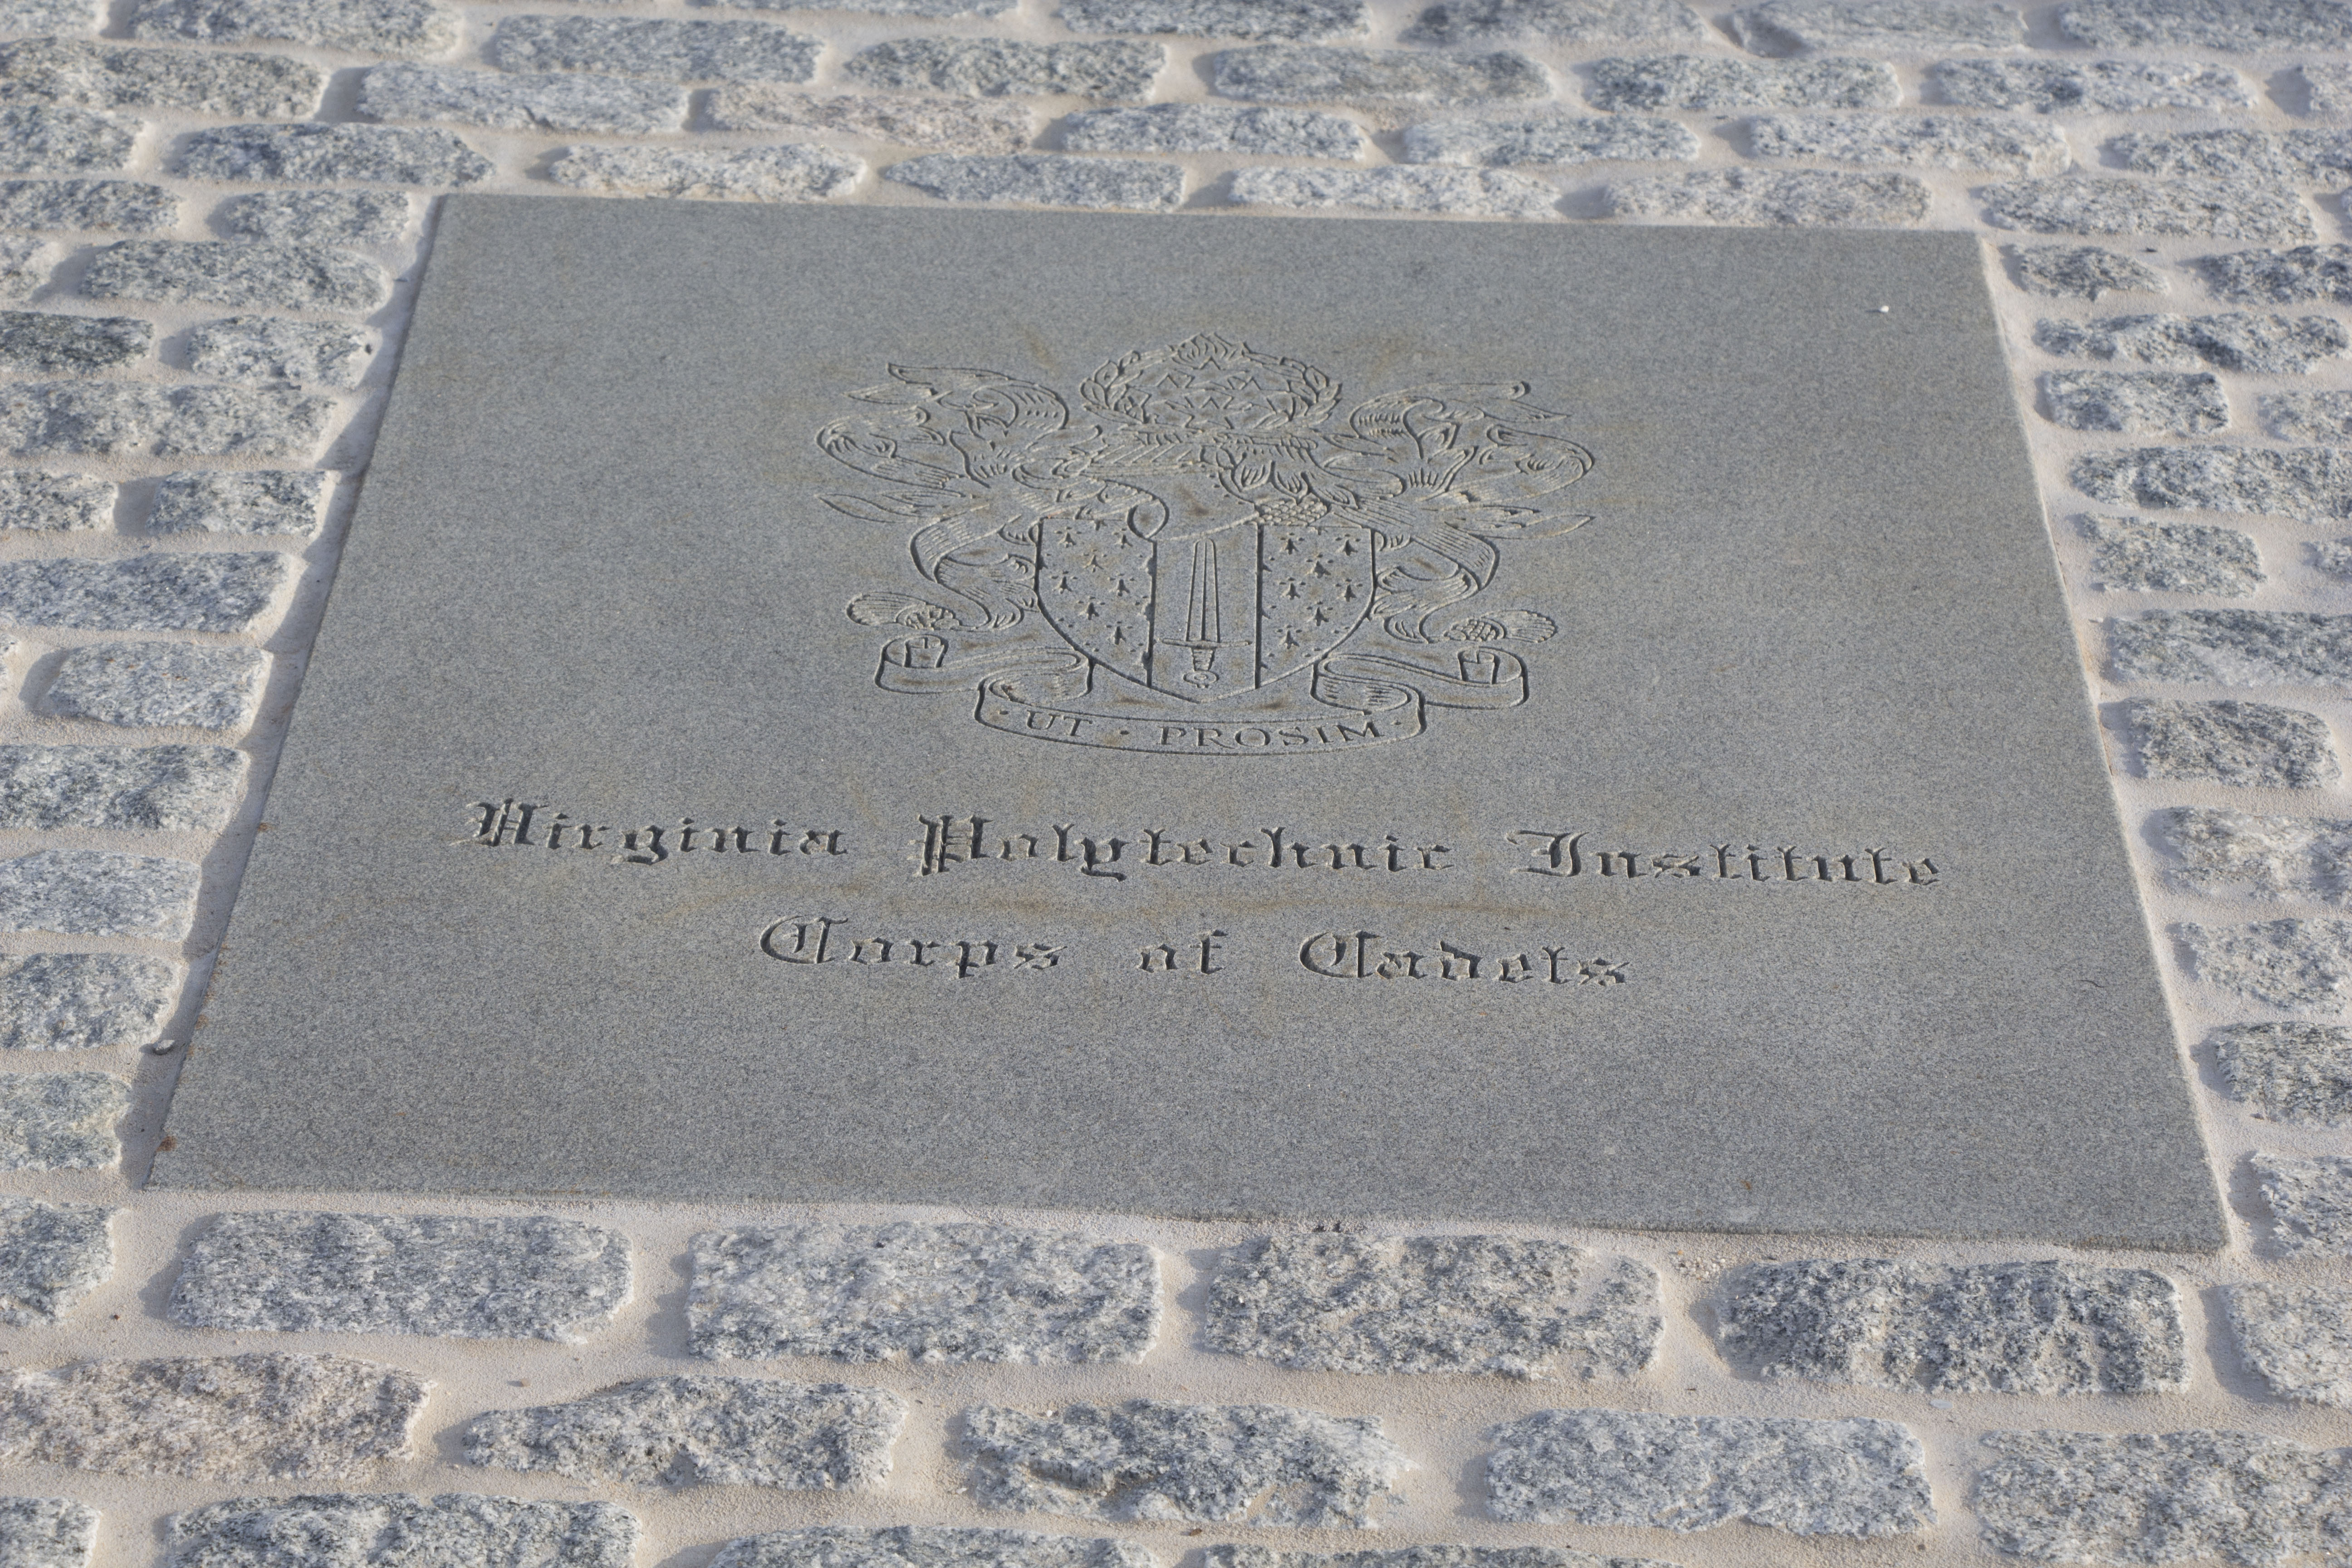 · UT · PROSIM ·
Virginia Polytechnic Institute
Corps of Cadets